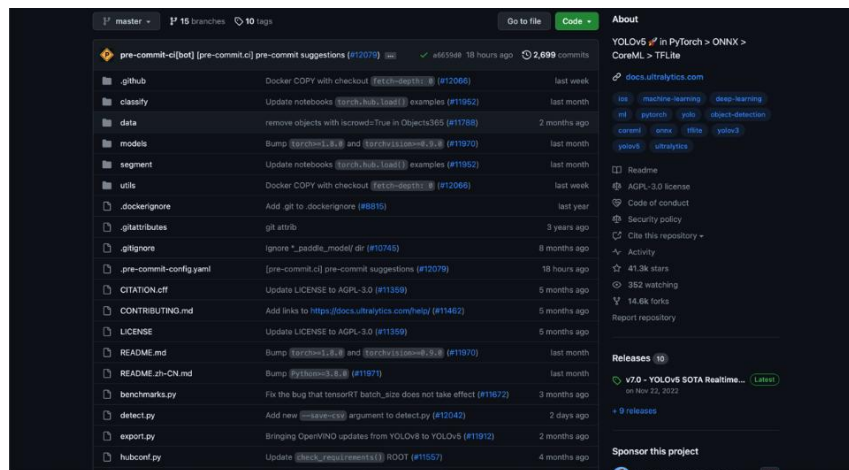 master 15 branches 10 tags Go to file Code
pre-commit-ci[bot] [pre-commit.ci] pre-commit suggestions (#12079) ... a6659d0 18 hours ago 2,699 commits
.github Docker COPY with checkout fetch-depth: 0 (#12066) last week
classify Update notebooks torch.hub.load() examples (#11952) last month
data remove objects with iscrowd=True in Objects365 (#11788) 2 months ago
models Bump torch>=1.8.0 and torchvision>=0.9.0 (#11970) last month
segment Update notebooks torch.hub.load() examples (#11952) last month
utils Docker COPY with checkout fetch-depth: 0 (#12066) last week
.dockerignore Add .git to .dockerignore (#8815) last year
.gitattributes git attrib 3 years ago
.gitignore Ignore *_paddle_model/ dir (#10745) 8 months ago
.pre-commit-config.yaml [pre-commit.ci] pre-commit suggestions (#12079) 18 hours ago
CITATION.cff Update LICENSE to AGPL-3.0 (#11359) 5 months ago
CONTRIBUTING.md Add links to https://docs.ultralytics.com/help/ (#11462) 5 months ago
LICENSE Update LICENSE to AGPL-3.0 (#11359) 5 months ago
README.md Bump torch>=1.8.0 and torchvision>=0.9.0 (#11970) last month
README.zh-CN.md Bump Python>=3.8.0 (#11971) last month
benchmarks.py Fix the bug that tensorRT batch_size does not take effect (#11672) 3 months ago
detect.py Add new --save-csv argument to detect.py (#12042) 2 days ago
export.py Bringing OpenVINO updates from YOLOv8 to YOLOv5 (#11912) 2 months ago
hubconf.py Update check_requirements() ROOT (#11557) 4 months ago
About
YOLOv5 🚀 in PyTorch > ONNX >
CoreML > TFLite
docs.ultralytics.com
ios machine-learning deep-learning
ml pytorch yolo object-detection
coreml onnx tflite yolov3
yolov5 ultralytics
Readme
AGPL-3.0 license
Code of conduct
Security policy
Cite this repository
Activity
41.3k stars
352 watching
14.6k forks
Report repository
Releases 10
v7.0 - YOLOv5 SOTA Realtime... Latest
on Nov 22, 2022
+ 9 releases
Sponsor this project